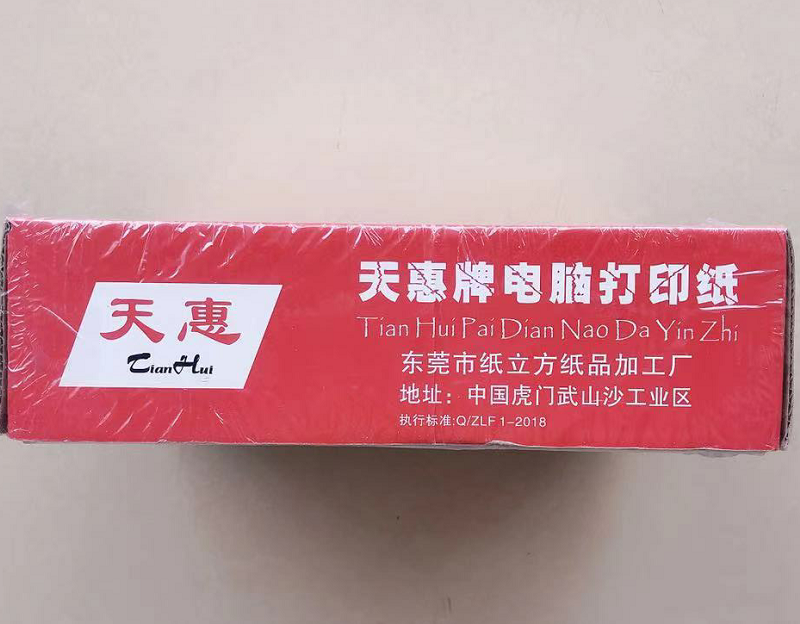 天惠
TianHui
天惠牌电脑打印纸
Tian Hui Pai Dian Nao Da Yin Zhi
东莞市纸立方纸品加工厂
地址：中国虎门武山沙工业区
执行标准:Q/ZLF 1-2018